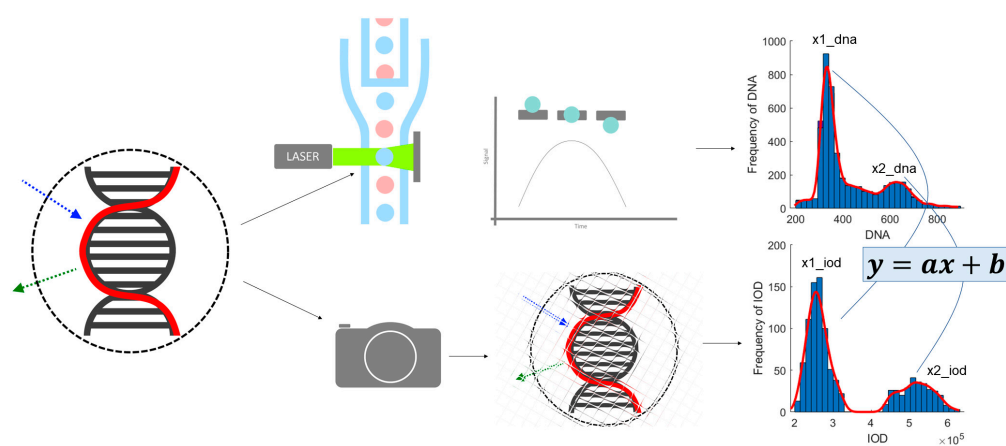 LASER
Signal
Time
x1_dna
x2_dna
Frequency of DNA
1000
800
600
400
200
0
200 400 600 800
DNA
y = ax + b
x1_iod
x2_iod
Frequency of IOD
200
150
100
50
0
2 3 4 5 6
×10⁵
IOD